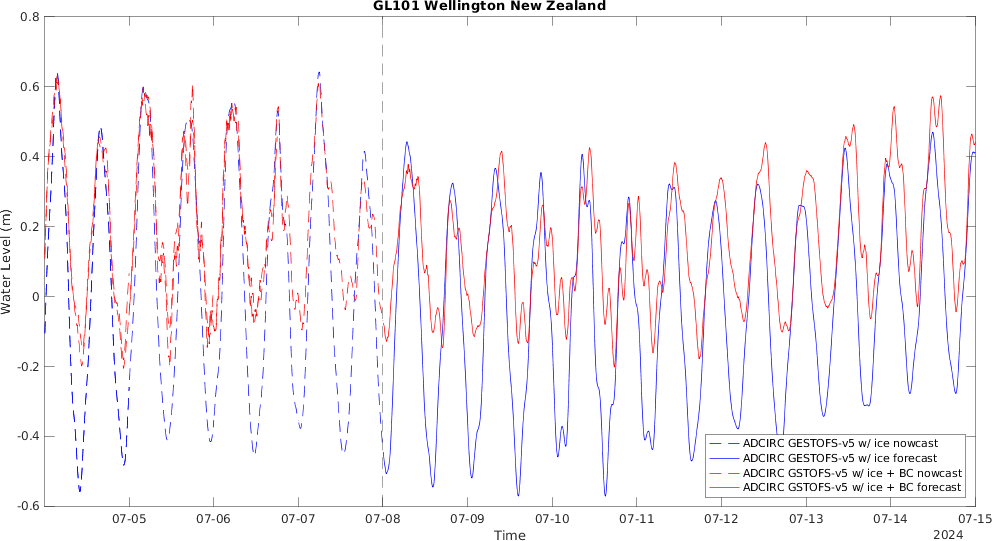 GL101 Wellington New Zealand
Water Level (m)
0.8
0.6
0.4
0.2
0
-0.2
-0.4
-0.6
07-05 07-06 07-07 07-08 07-09 07-10 07-11 07-12 07-13 07-14 07-15
Time
2024
ADCIRC GESTOFS-v5 w/ ice nowcast
ADCIRC GESTOFS-v5 w/ ice forecast
ADCIRC GSTOFS-v5 w/ ice + BC nowcast
ADCIRC GSTOFS-v5 w/ ice + BC forecast